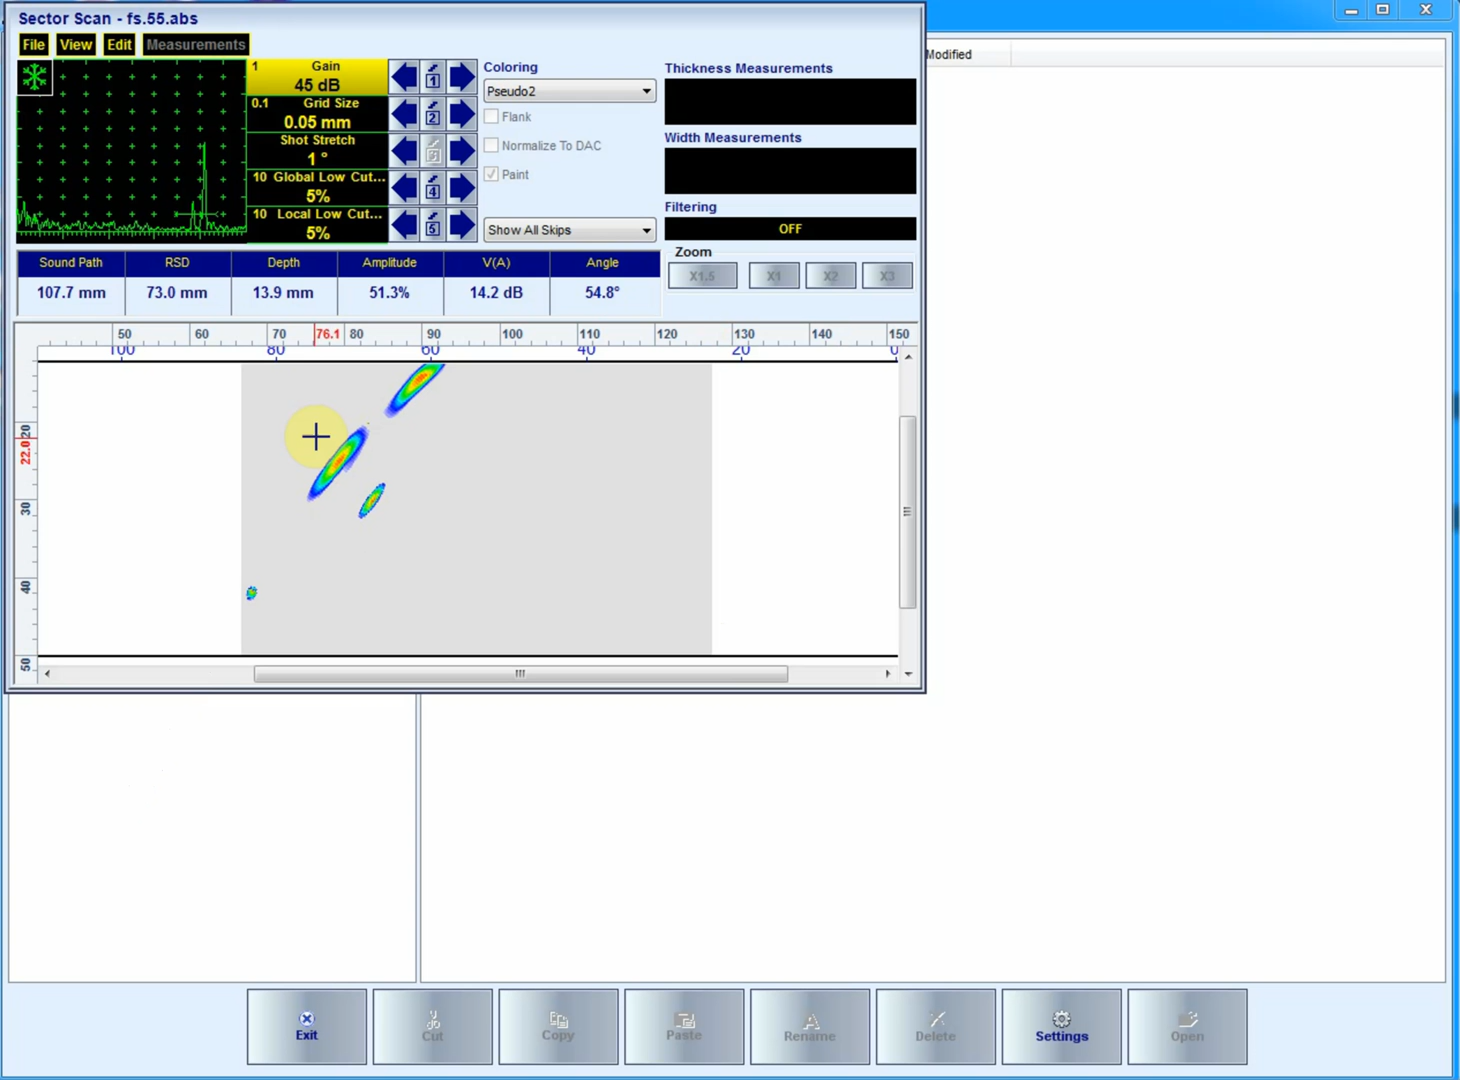 Sector Scan - fs.55.abs
File View Edit Measurements
Modified
1 Gain
45 dB
1
0.1 Grid Size
0.05 mm
2
Shot Stretch
1 °
3
10 Global Low Cut...
5%
4
10 Local Low Cut...
5%
5
Coloring
Pseudo2
Flank
Normalize To DAC
Paint
Show All Skips
Thickness Measurements
Width Measurements
Filtering
OFF
Zoom
X1.5 X1 X2 X3
Sound Path RSD Depth Amplitude V(A) Angle
107.7 mm 73.0 mm 13.9 mm 51.3% 14.2 dB 54.8°
50 60 70 76.1 80 90 100 110 120 130 140 150
100 80 60 40 20 0
20
22.0
30
40
50
Exit Cut Copy Paste Rename Delete Settings Open